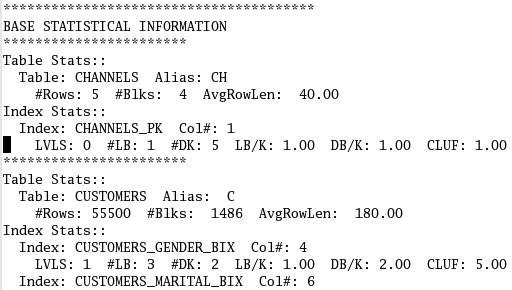 ***************************************
BASE STATISTICAL INFORMATION
***********************
Table Stats::
  Table: CHANNELS  Alias: CH
    #Rows: 5  #Blks:  4  AvgRowLen:  40.00
Index Stats::
  Index: CHANNELS_PK  Col#: 1
    LVLS: 0  #LB: 1  #DK: 5  LB/K: 1.00  DB/K: 1.00  CLUF: 1.00
***********************
Table Stats::
  Table: CUSTOMERS  Alias:  C
    #Rows: 55500  #Blks:  1486  AvgRowLen:  180.00
Index Stats::
  Index: CUSTOMERS_GENDER_BIX  Col#: 4
    LVLS: 1  #LB: 3  #DK: 2  LB/K: 1.00  DB/K: 2.00  CLUF: 5.00
  Index: CUSTOMERS_MARITAL_BIX  Col#: 6